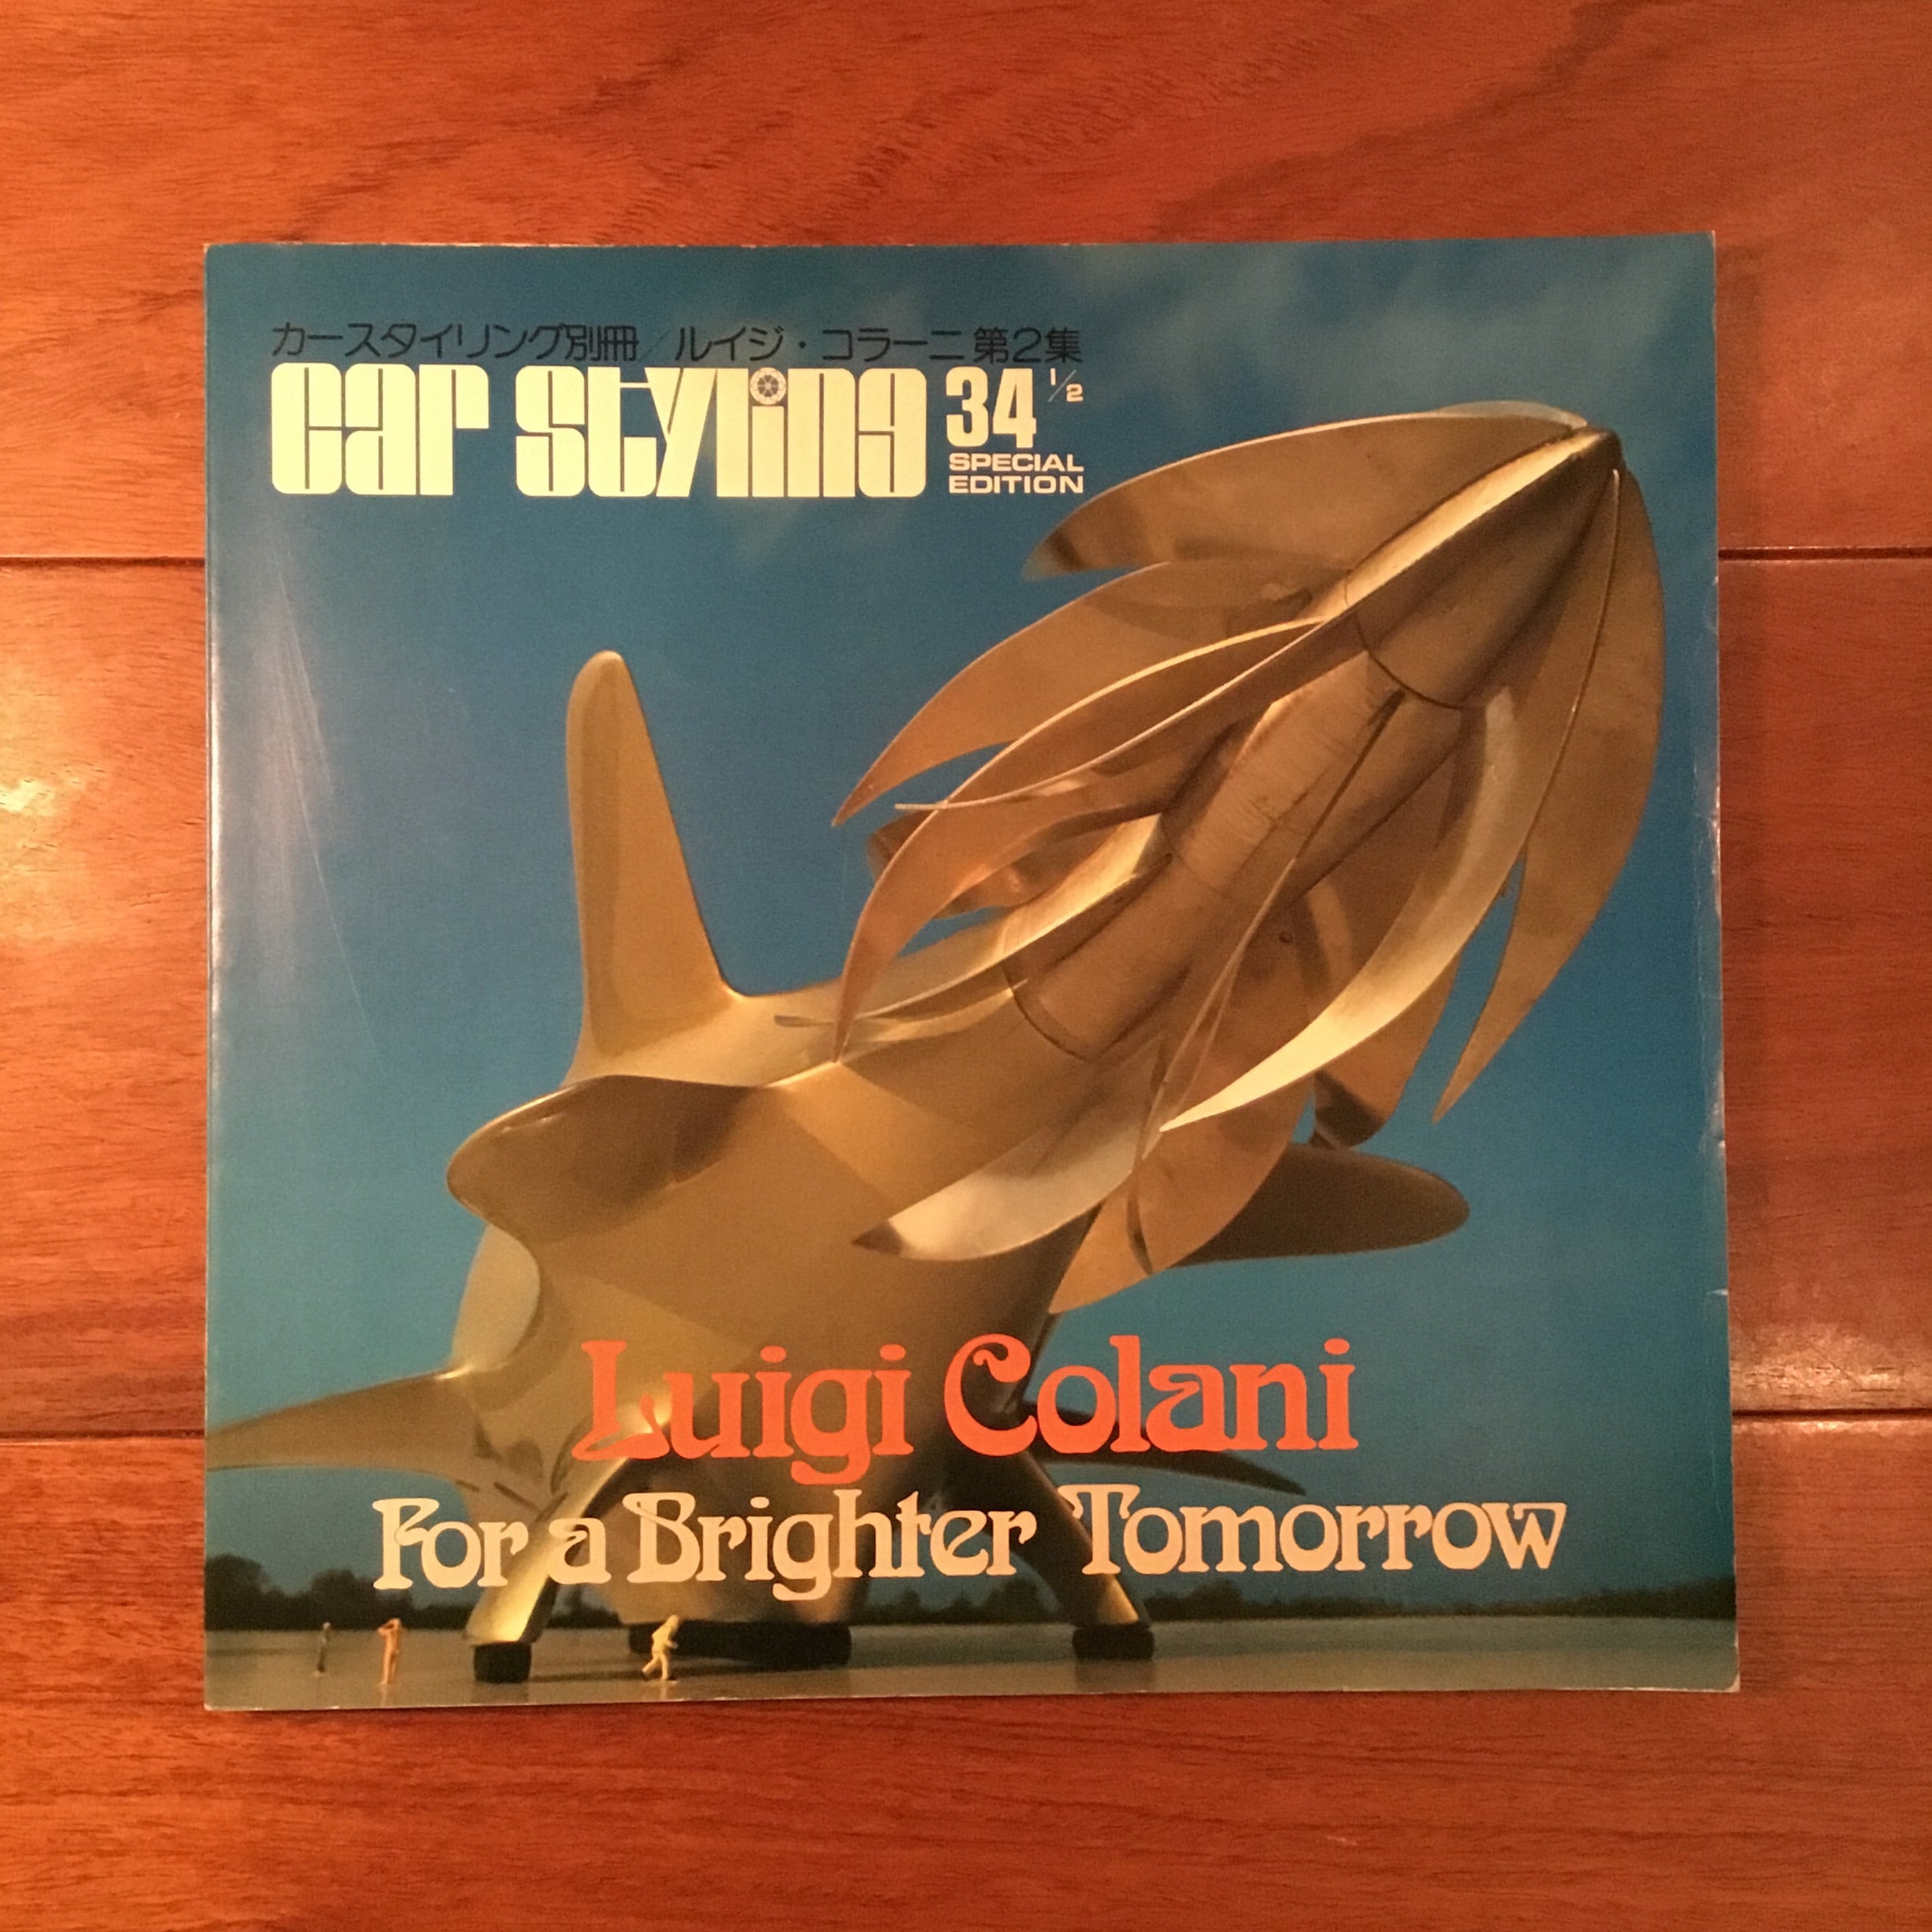 カースタイリング別冊／ルイジ・コラーニ 第2集
car styling 34 1/2
SPECIAL
EDITION
Luigi Colani
For a Brighter Tomorrow